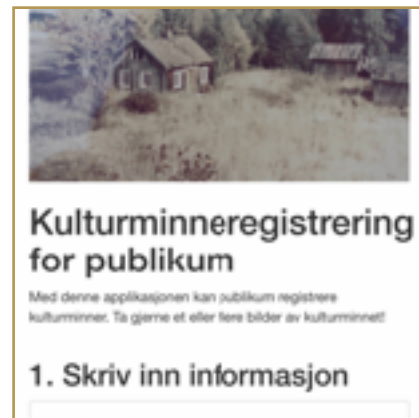 Kulturminneregistrering
for publikum
Med denne applikasjonen kan publikum registrere
kulturminner. Ta gjerne et eller flere bilder av kulturminnet!
1. Skriv inn informasjon